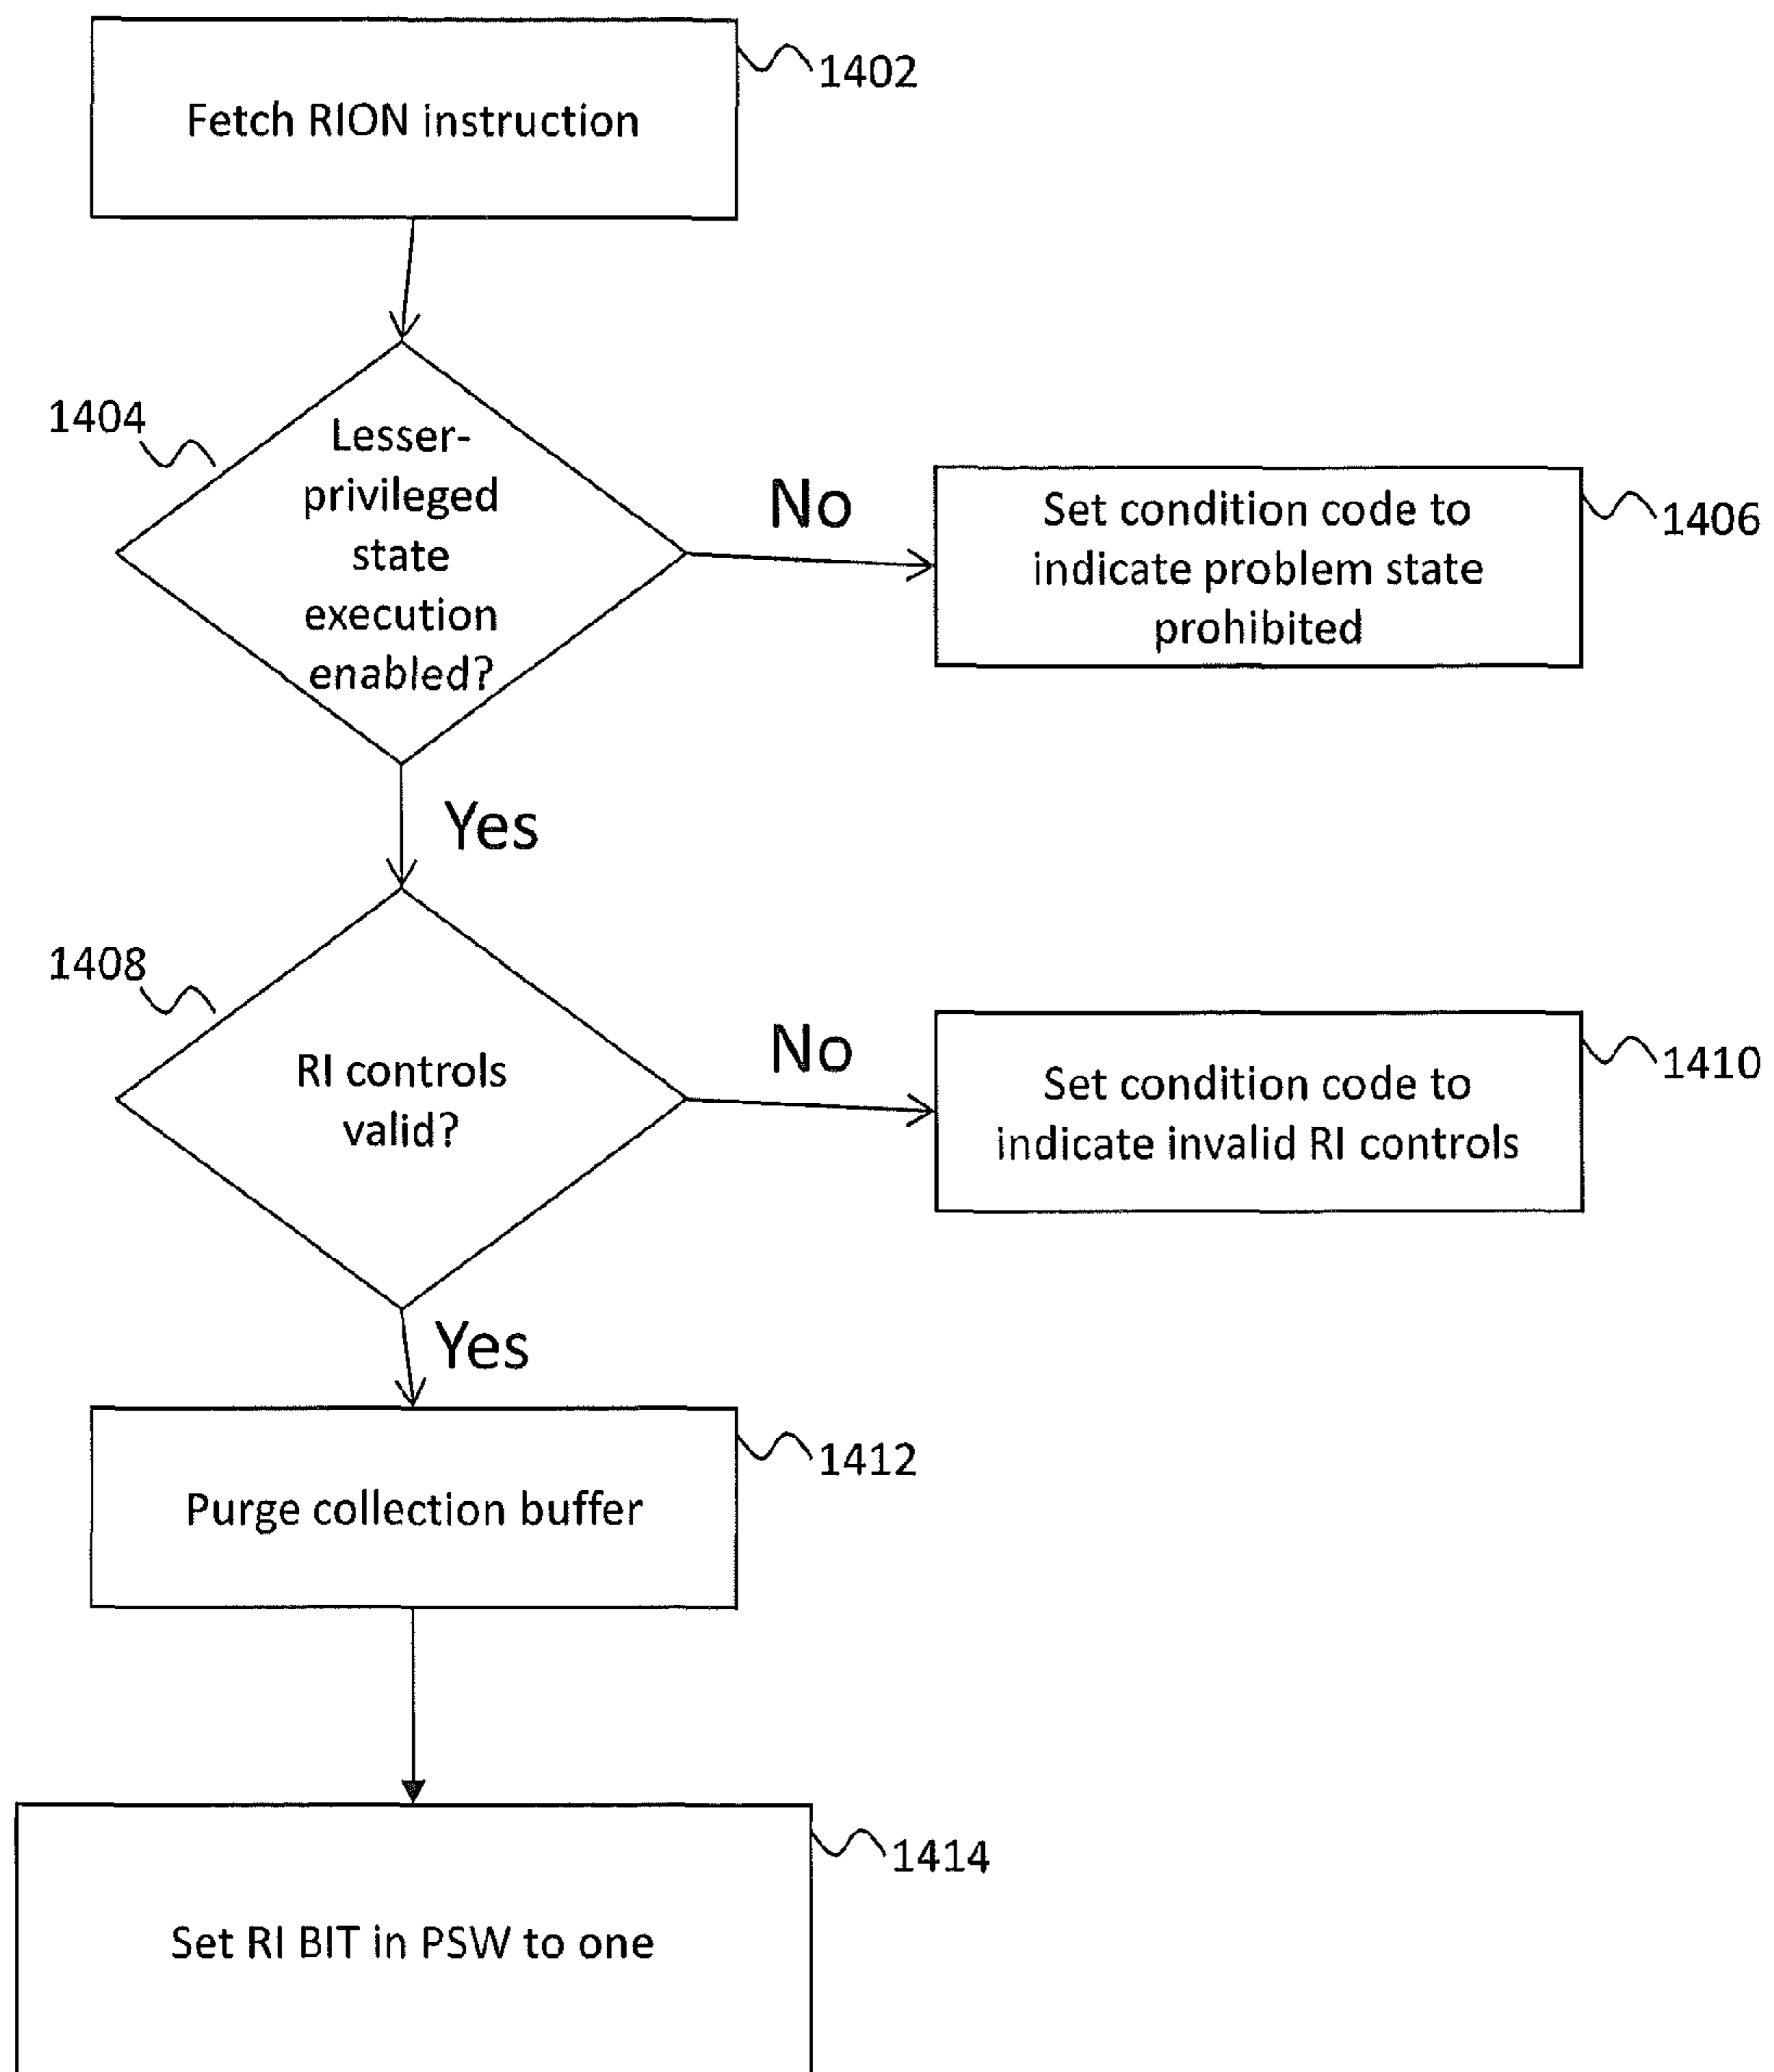 1402
Fetch RION instruction
1404
Lesser-
privileged
state
execution
enabled?
No
Set condition code to
indicate problem state
prohibited
1406
Yes
1408
RI controls
valid?
No
Set condition code to
indicate invalid RI controls
1410
Yes
1412
Purge collection buffer
1414
Set RI BIT in PSW to one